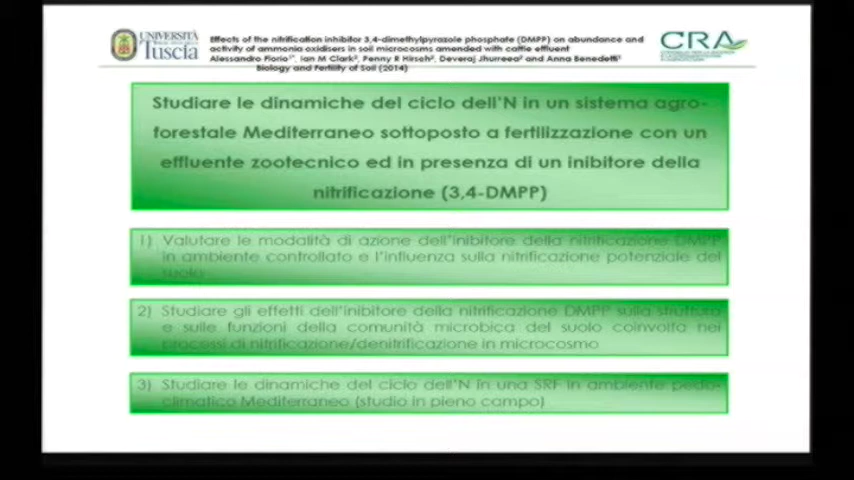 UNIVERSITÀ
Tuscia
Effects of the nitrification inhibitor 3,4-dimethylpyrazole phosphate (DMPP) on abundance and
activity of ammonia oxidisers in soil microcosms amended with cattle effluent
Alessandro Florio¹*, Ian M Clark², Penny R Hirsch², Deveraj Jhurreea² and Anna Benedetti¹
Biology and Fertility of Soil (2014)
CRA
Studiare le dinamiche del ciclo dell'N in un sistema agro-
forestale Mediterraneo sottoposto a fertilizzazione con un
effluente zootecnico ed in presenza di un inibitore della
nitrificazione (3,4-DMPP)
1) Valutare le modalità di azione dell'inibitore della nitrificazione DMPP
in ambiente controllato e l'influenza sulla nitrificazione potenziale del
suolo
2) Studiare gli effetti dell'inibitore della nitrificazione DMPP sulla struttura
e sulle funzioni della comunità microbica del suolo coinvolta nei
processi di nitrificazione/denitrificazione in microcosmo
3) Studiare le dinamiche del ciclo dell'N in una SRF in ambiente pedo-
climatico Mediterraneo (studio in pieno campo)